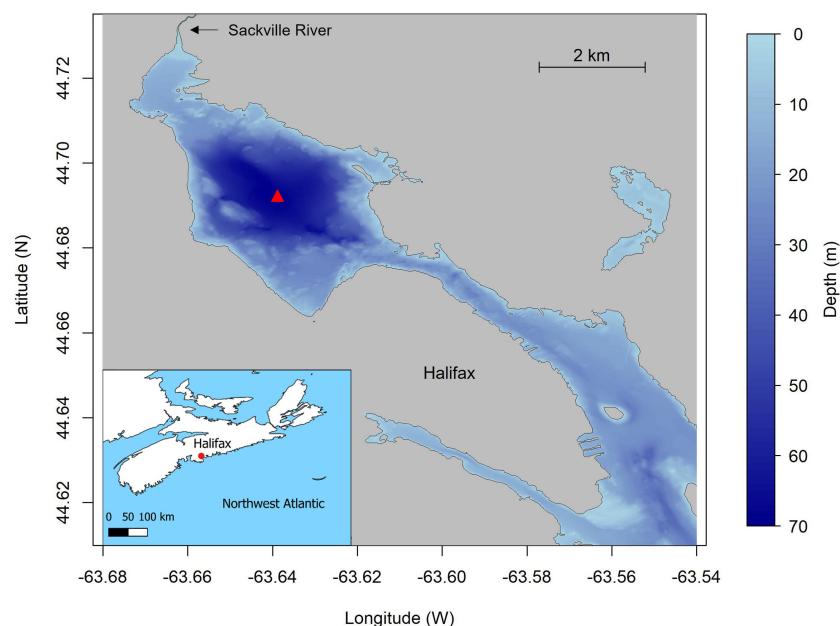 Sackville River
2 km
44.72
44.70
44.68
44.66
44.64
44.62
Latitude (N)
Halifax
Halifax
Northwest Atlantic
0 50 100 km
-63.68 -63.66 -63.64 -63.62 -63.60 -63.58 -63.56 -63.54
Longitude (W)
0
10
20
30
40
50
60
70
Depth (m)